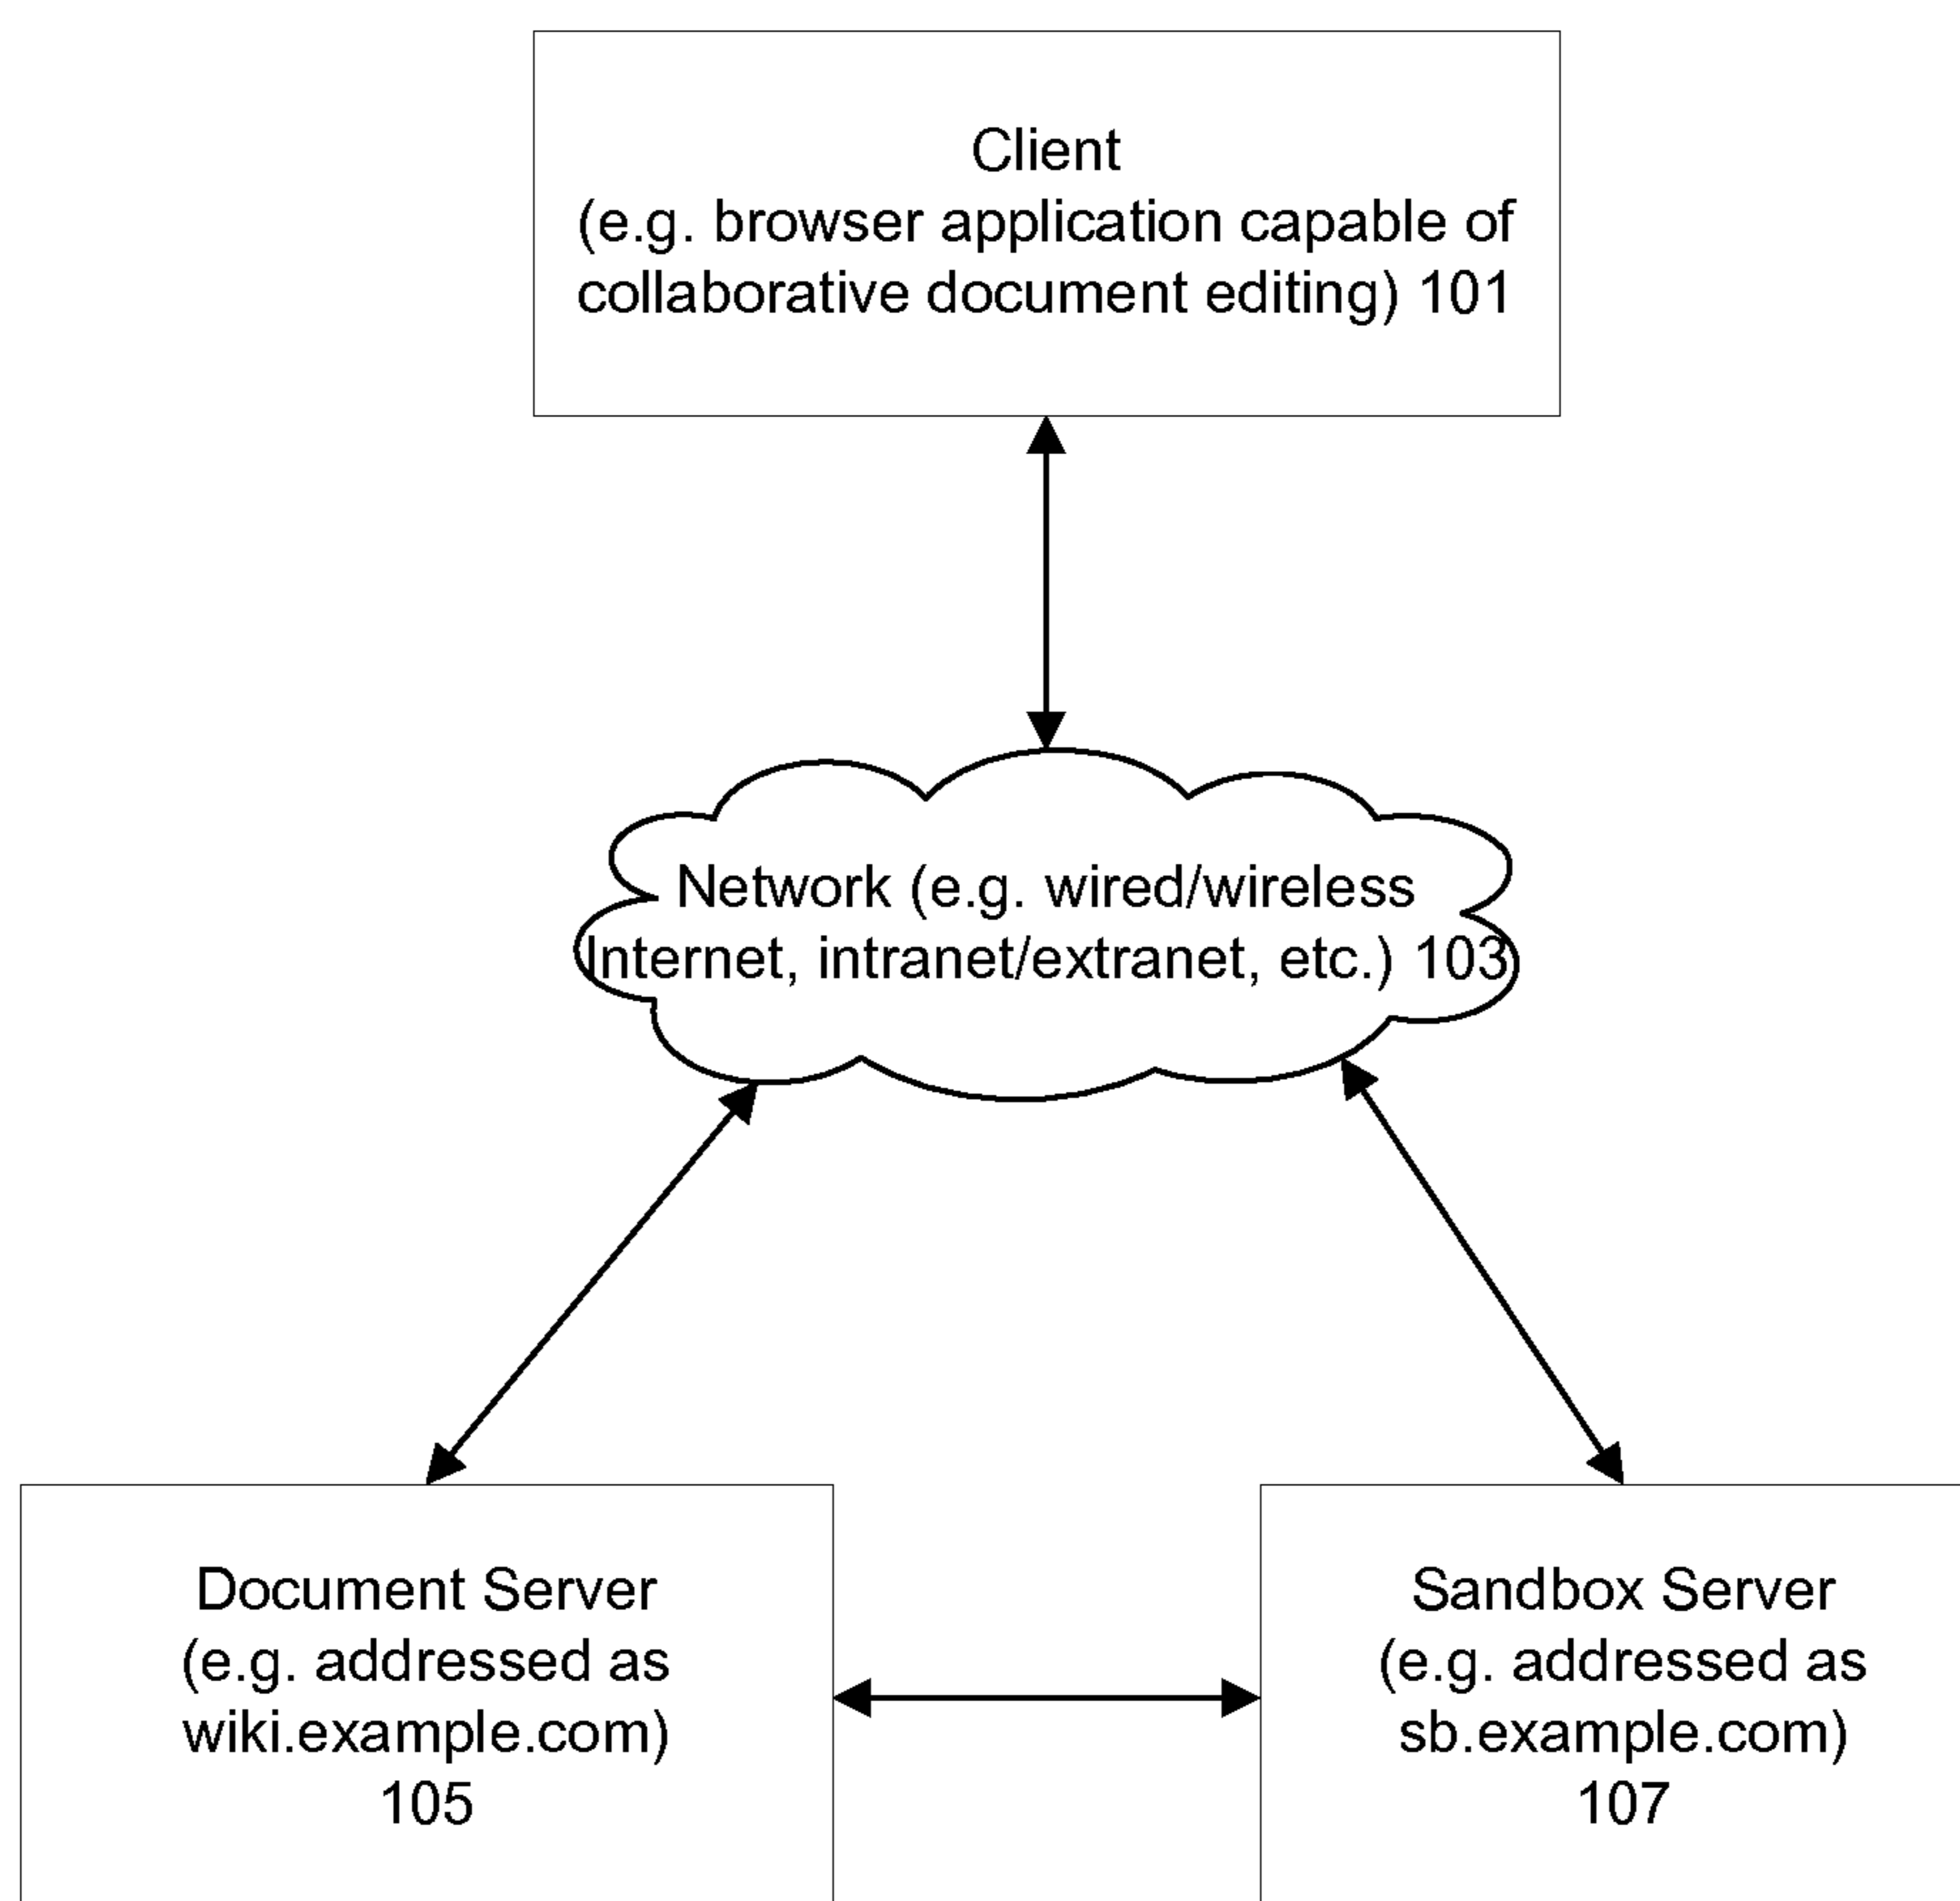 Client
(e.g. browser application capable of
collaborative document editing) 101
Network (e.g. wired/wireless
Internet, intranet/extranet, etc.) 103
Document Server
(e.g. addressed as
wiki.example.com)
105
Sandbox Server
(e.g. addressed as
sb.example.com)
107